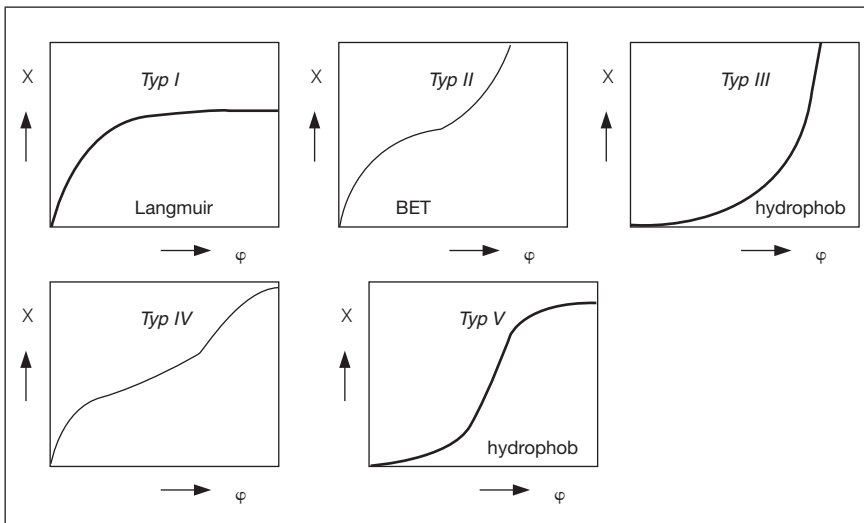 X Typ I
Langmuir
φ
X Typ II
BET
φ
X Typ III
hydrophob
φ
X Typ IV
φ
X Typ V
hydrophob
φ